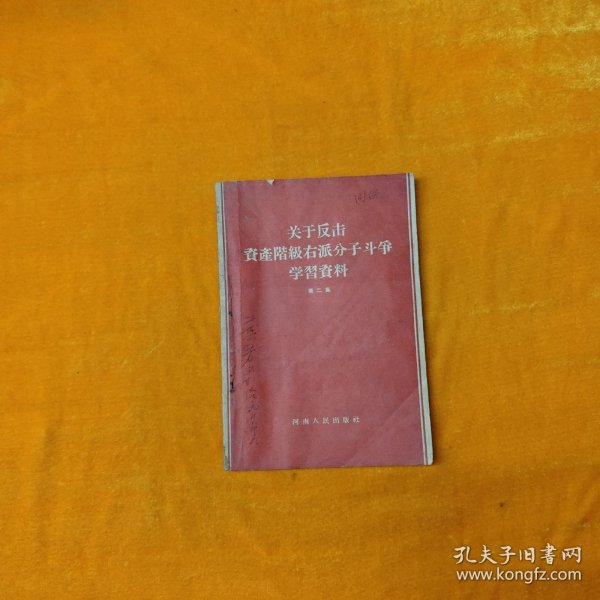 关于反击
資產階級右派分子斗爭
学習資料
第二集
河南人民出版社
孔夫子旧书网
www.kongfz.com